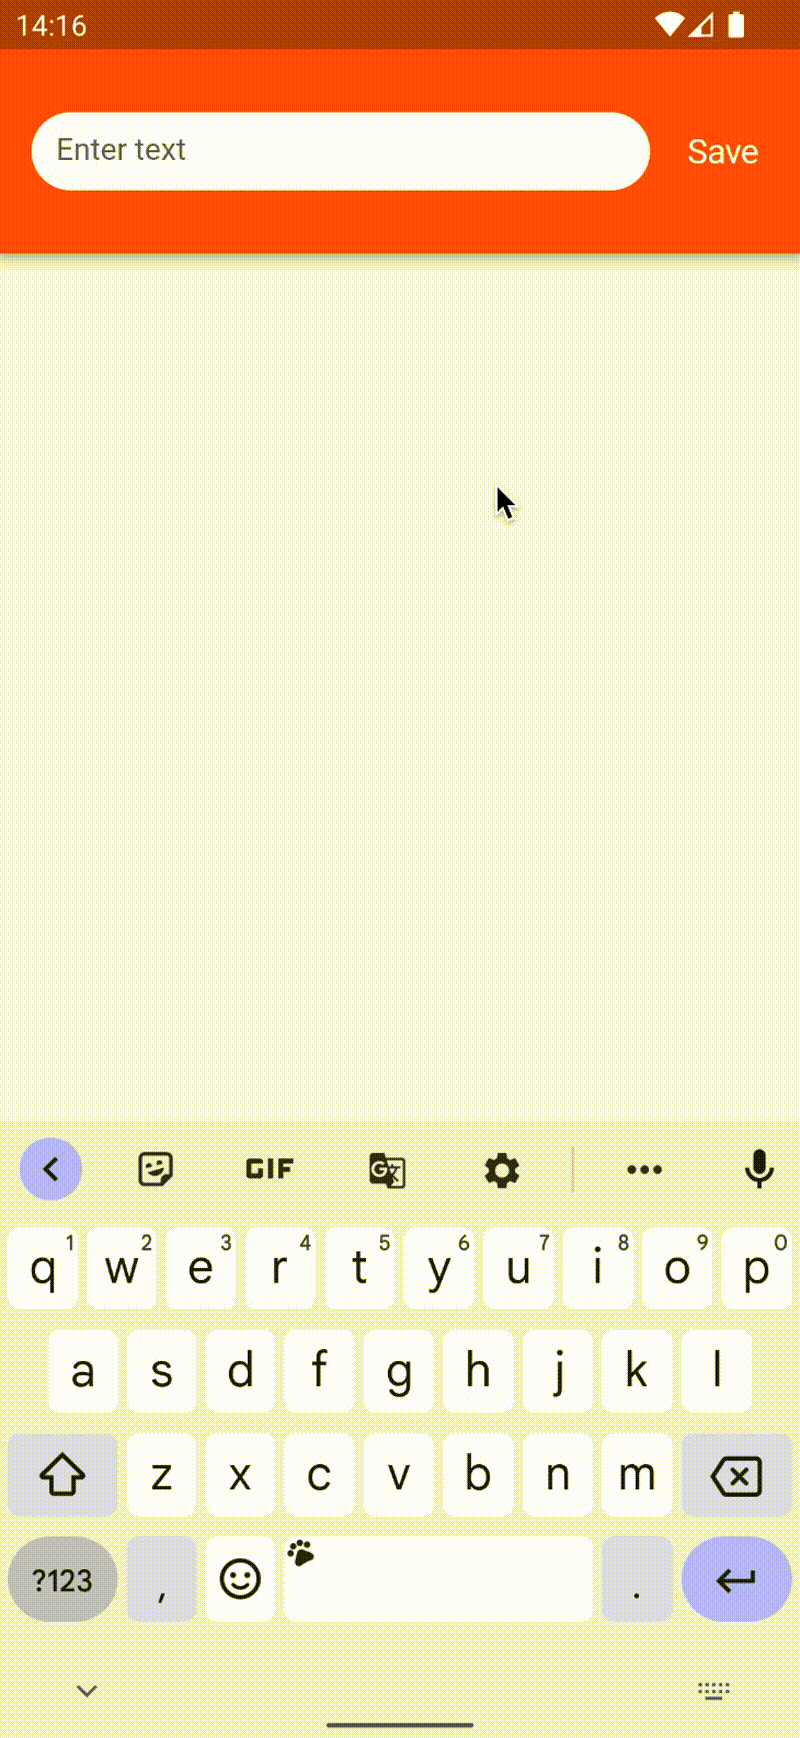 14:16
Enter text
Save
GIF
G
1 2 3 4 5 6 7 8 9 0
q w e r t y u i o p
a s d f g h j k l
z x c v b n m
?123 , .